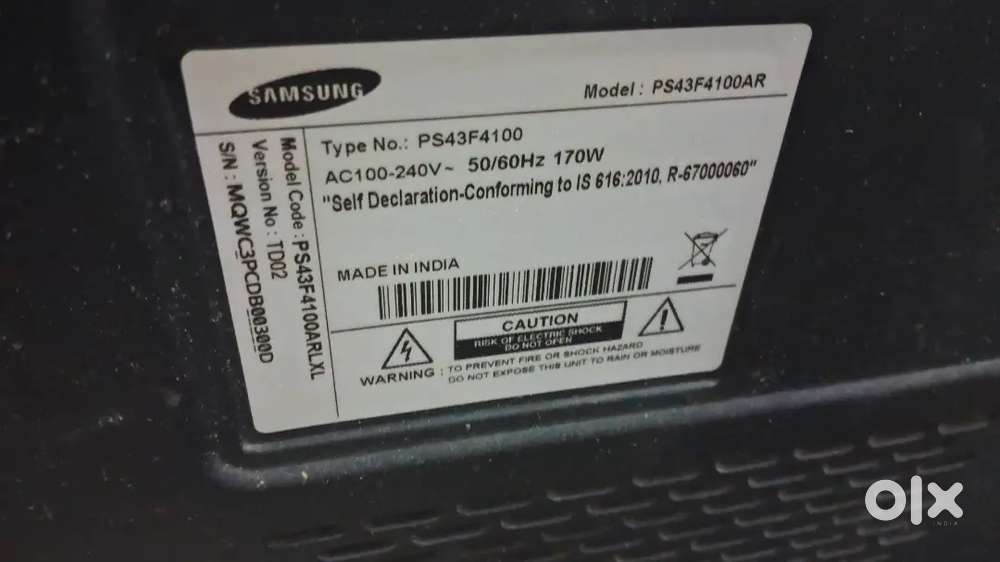 SAMSUNG
Model : PS43F4100AR
Type No.: PS43F4100
AC100-240V~ 50/60Hz 170W
"Self Declaration-Conforming to IS 616:2010, R-67000060"
Model Code : PS43F4100ARLXL
Version No : TD02
S/N : MQWC3PCDB00300D
MADE IN INDIA
CAUTION
RISK OF ELECTRIC SHOCK
DO NOT OPEN
WARNING : TO PREVENT FIRE OR SHOCK HAZARD
DO NOT EXPOSE THIS UNIT TO RAIN OR MOISTURE
olx
INDIA